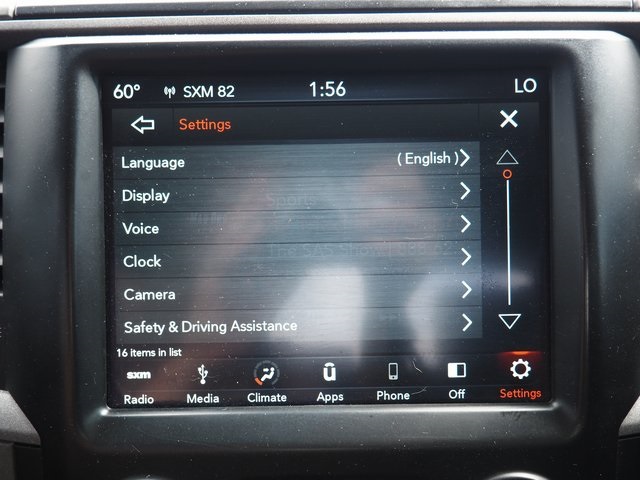 60° SXM 82 1:56 LO
Settings
Language (English)
Display
Voice
Clock
Camera
Safety & Driving Assistance
16 items in list
sxm
Radio Media Climate Apps Phone Off Settings